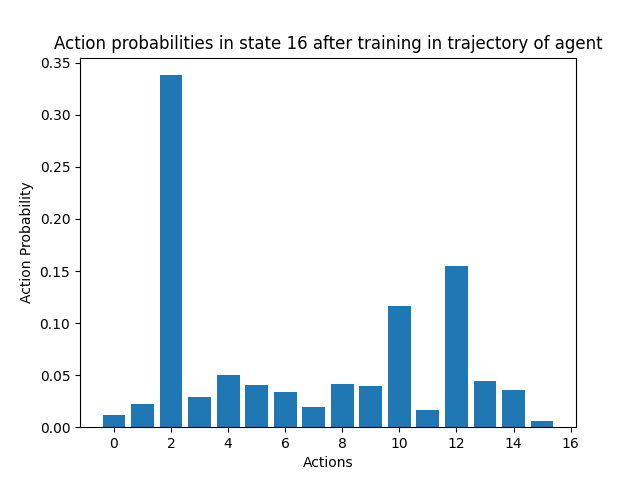 Action probabilities in state 16 after training in trajectory of agent
0.35
0.30
0.25
0.20
0.15
0.10
0.05
0.00
Action Probability
0 2 4 6 8 10 12 14 16
Actions